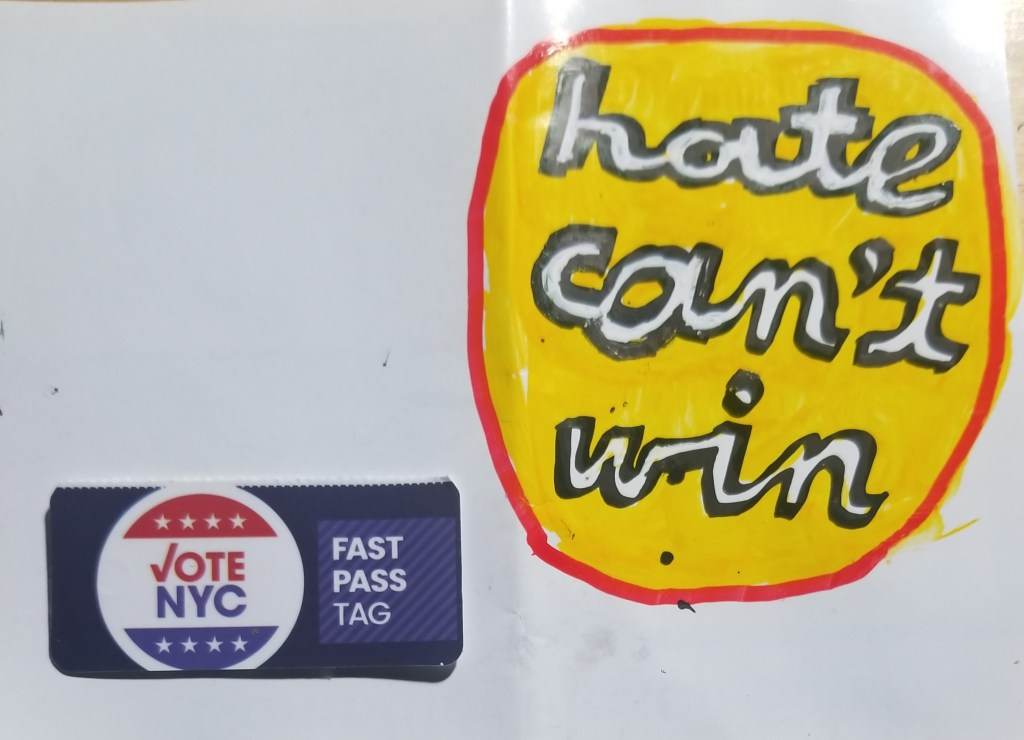 hate
can't
win
VOTE
NYC
FAST
PASS
TAG